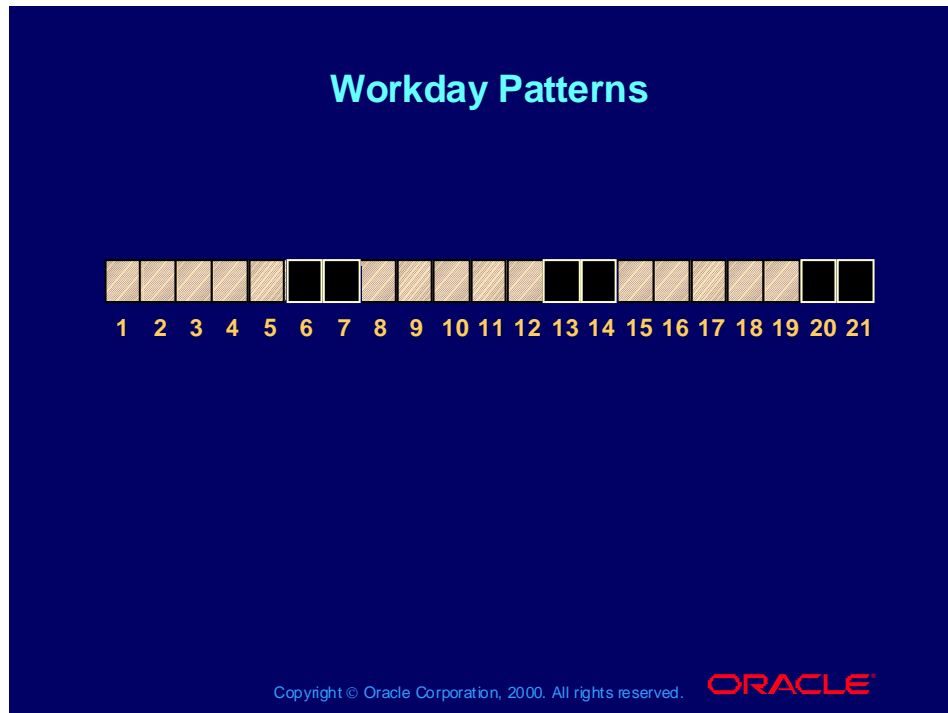 Workday Patterns
1 2 3 4 5 6 7 8 9 10 11 12 13 14 15 16 17 18 19 20 21
Copyright © Oracle Corporation, 2000. All rights reserved. ORACLE®